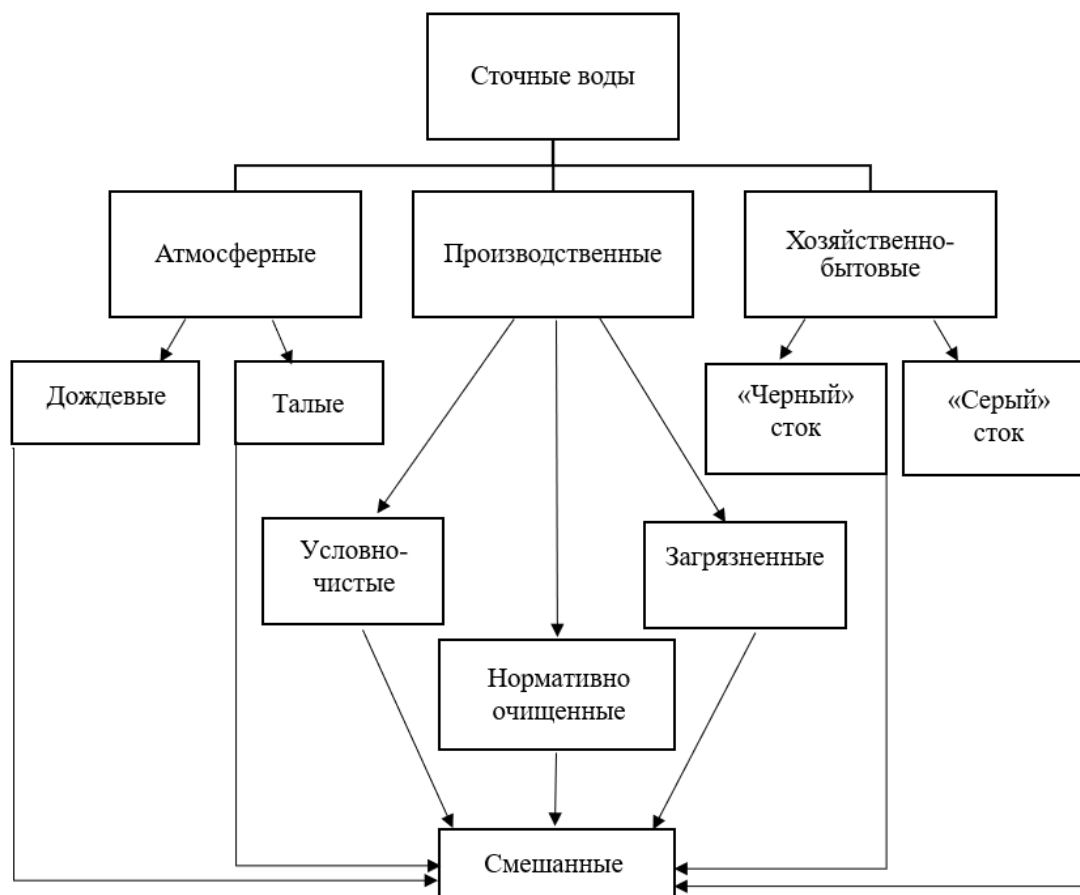 Сточные воды
Атмосферные
Производственные
Хозяйственно-
бытовые
Дождевые
Талые
«Черный»
сток
«Серый»
сток
Условно-
чистые
Загрязненные
Нормативно
очищенные
Смешанные